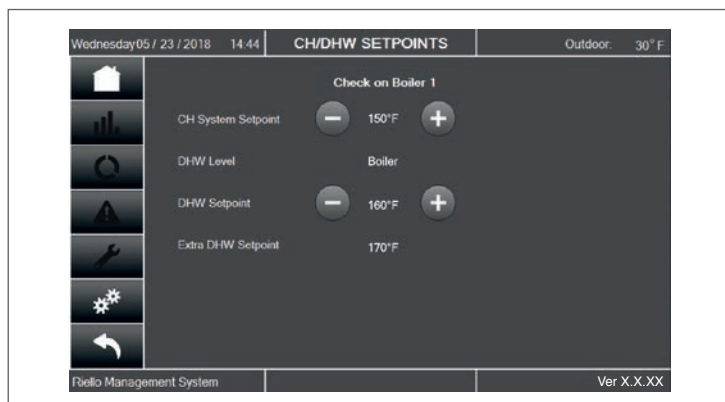 Wednesday05 / 23 / 2018 14:44 CH/DHW SETPOINTS Outdoor: 30°F
Check on Boiler 1
CH System Setpoint 150°F
DHW Level Boiler
DHW Setpoint 160°F
Extra DHW Setpoint 170°F
Riello Management System Ver X.X.XX